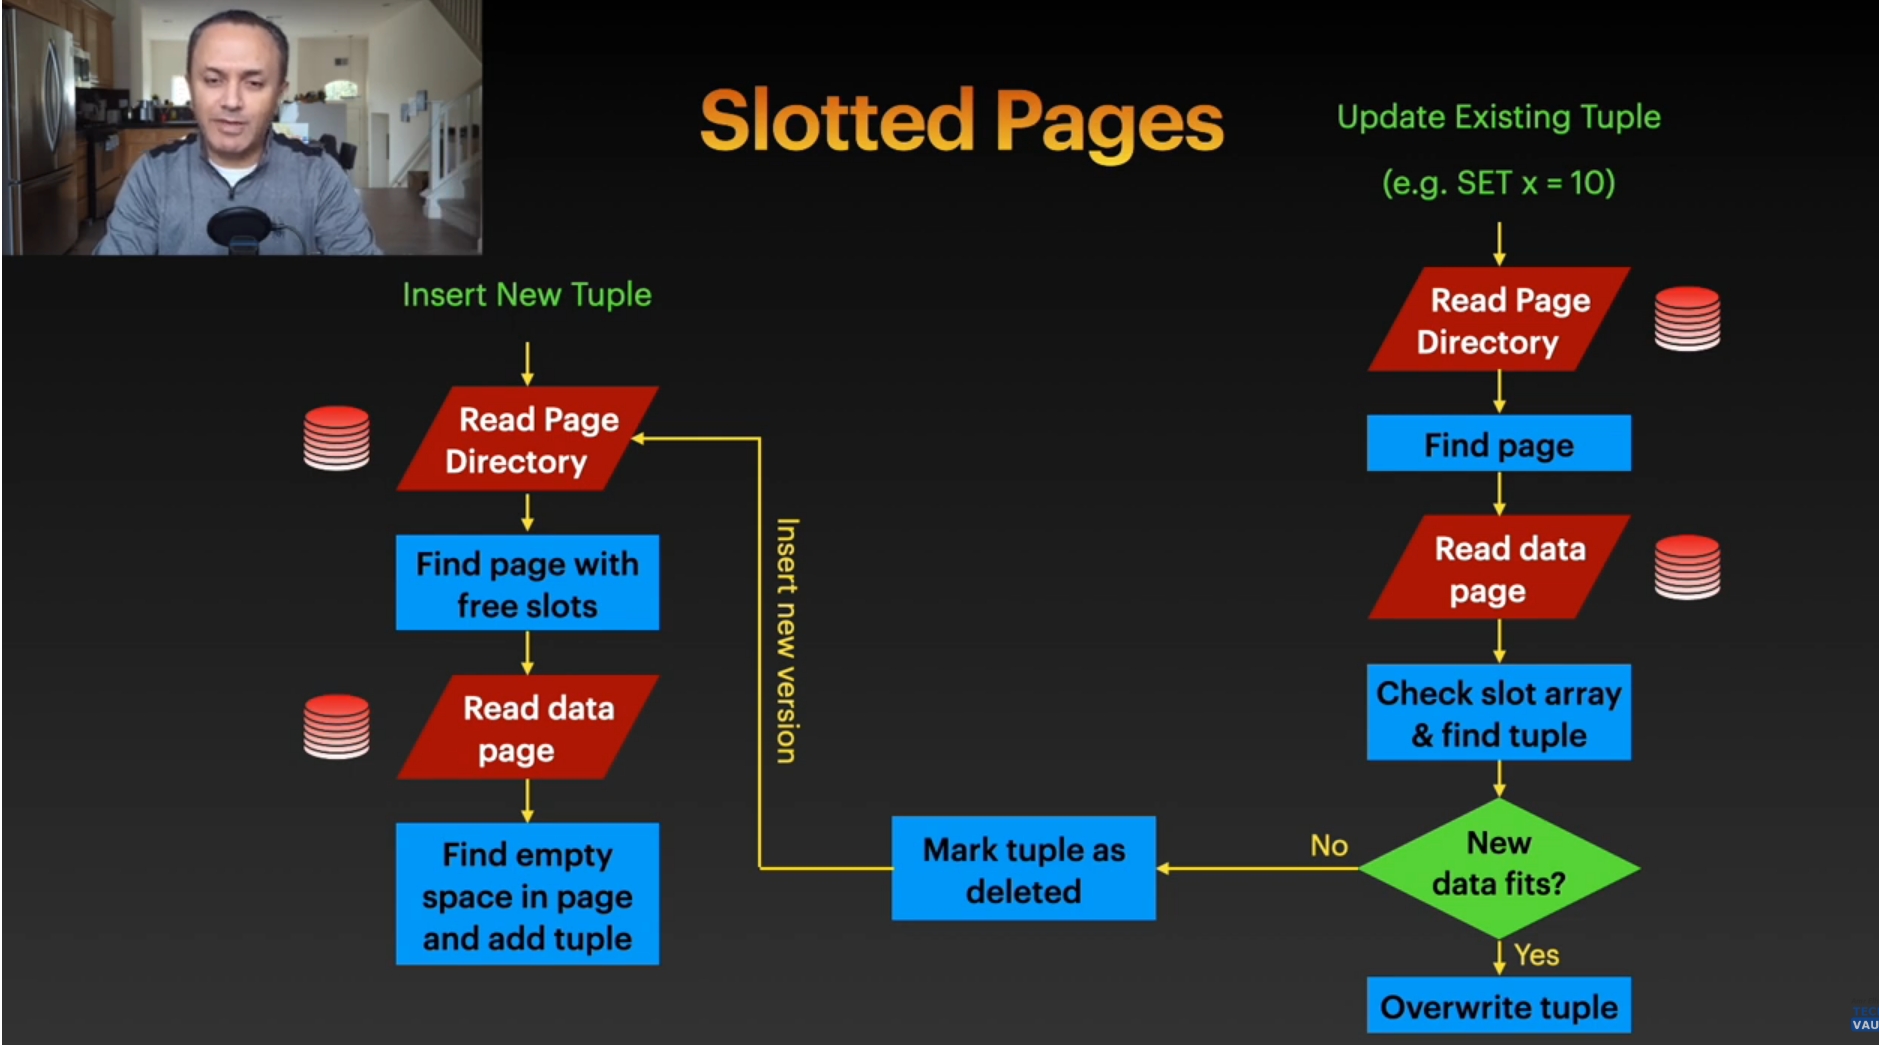 Slotted Pages
Update Existing Tuple
(e.g. SET x = 10)
Insert New Tuple
Read Page
Directory
Find page with
free slots
Read data
page
Find empty
space in page
and add tuple
Insert new version
Read Page
Directory
Find page
Read data
page
Check slot array
& find tuple
New
data fits?
No
Mark tuple as
deleted
Yes
Overwrite tuple
VAU